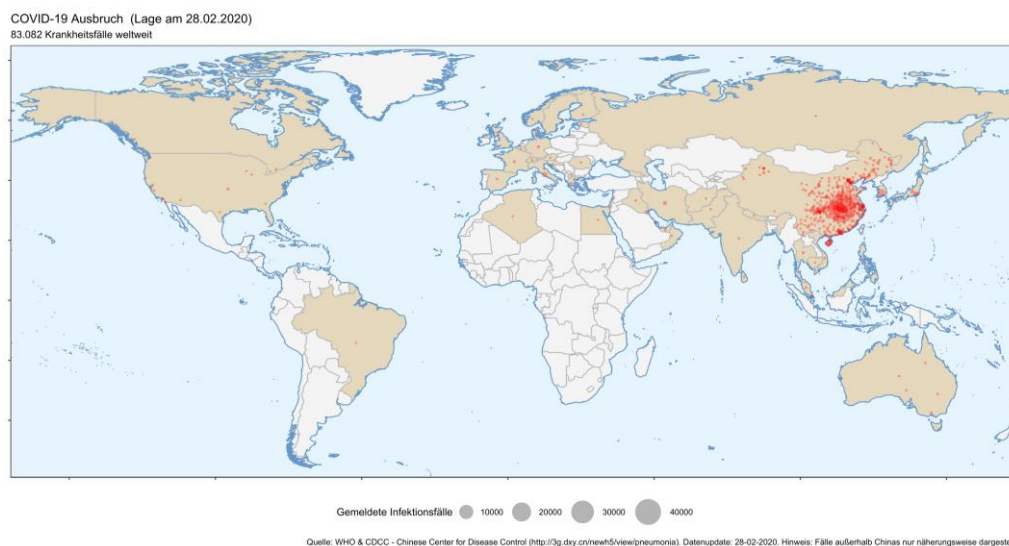 COVID-19 Ausbruch (Lage am 28.02.2020)
83.082 Krankheitsfälle weltweit
Gemeldete Infektionsfälle 10000 20000 30000 40000
Quelle: WHO & CDCC - Chinese Center for Disease Control (http://3g.dxy.cn/newh5/view/pneumonia). Datenupdate: 28-02-2020. Hinweis: Fälle außerhalb Chinas nur näherungsweise dargeste